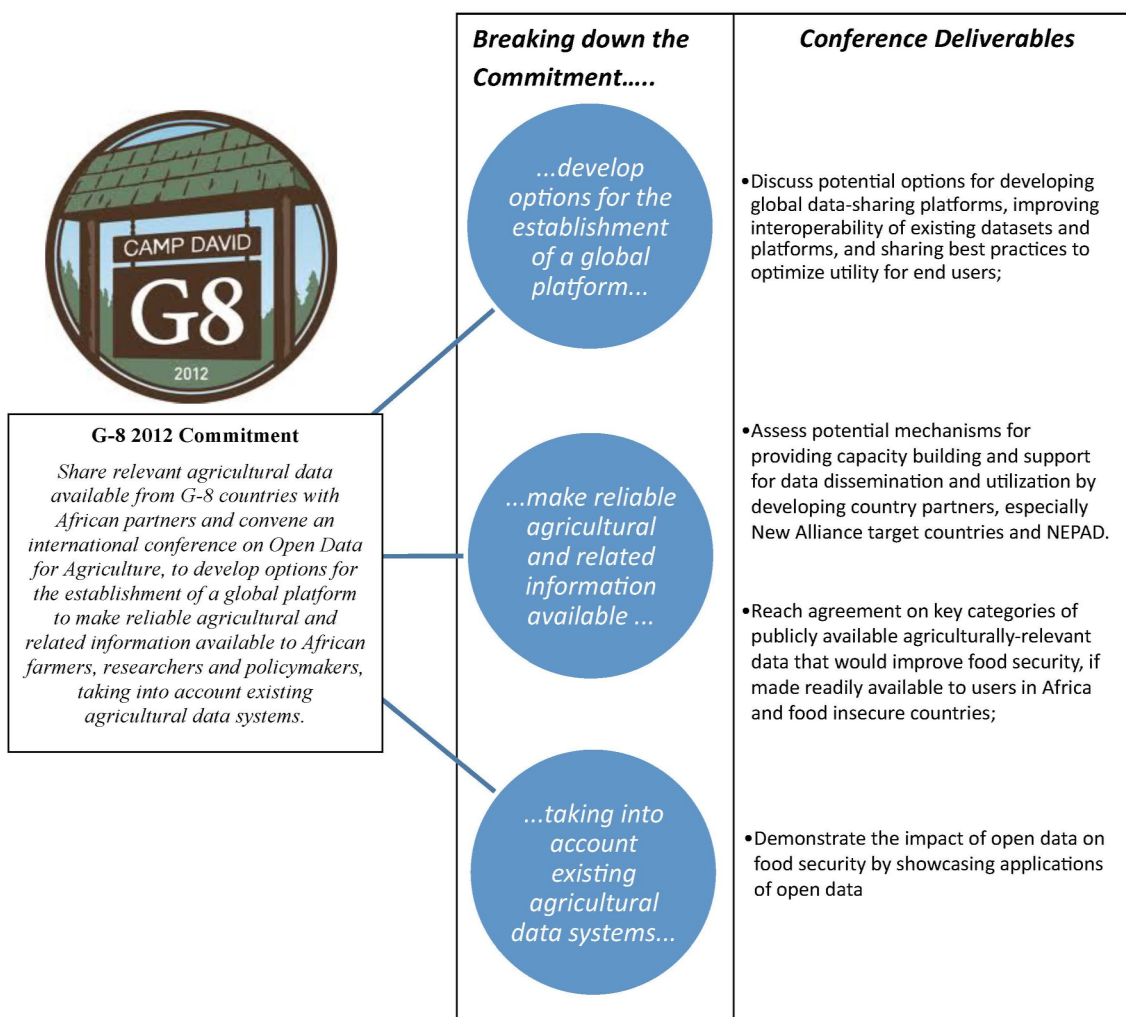 CAMP DAVID
G8
2012
G-8 2012 Commitment
Share relevant agricultural data
available from G-8 countries with
African partners and convene an
international conference on Open Data
for Agriculture, to develop options for
the establishment of a global platform
to make reliable agricultural and
related information available to African
farmers, researchers and policymakers,
taking into account existing
agricultural data systems.
Breaking down the
Commitment.....
...develop
options for the
establishment
of a global
platform...
...make reliable
agricultural
and related
information
available ...
...taking into
account
existing
agricultural
data systems...
Conference Deliverables
•Discuss potential options for developing
global data-sharing platforms, improving
interoperability of existing datasets and
platforms, and sharing best practices to
optimize utility for end users;
•Assess potential mechanisms for
providing capacity building and support
for data dissemination and utilization by
developing country partners, especially
New Alliance target countries and NEPAD.
•Reach agreement on key categories of
publicly available agriculturally-relevant
data that would improve food security, if
made readily available to users in Africa
and food insecure countries;
•Demonstrate the impact of open data on
food security by showcasing applications
of open data